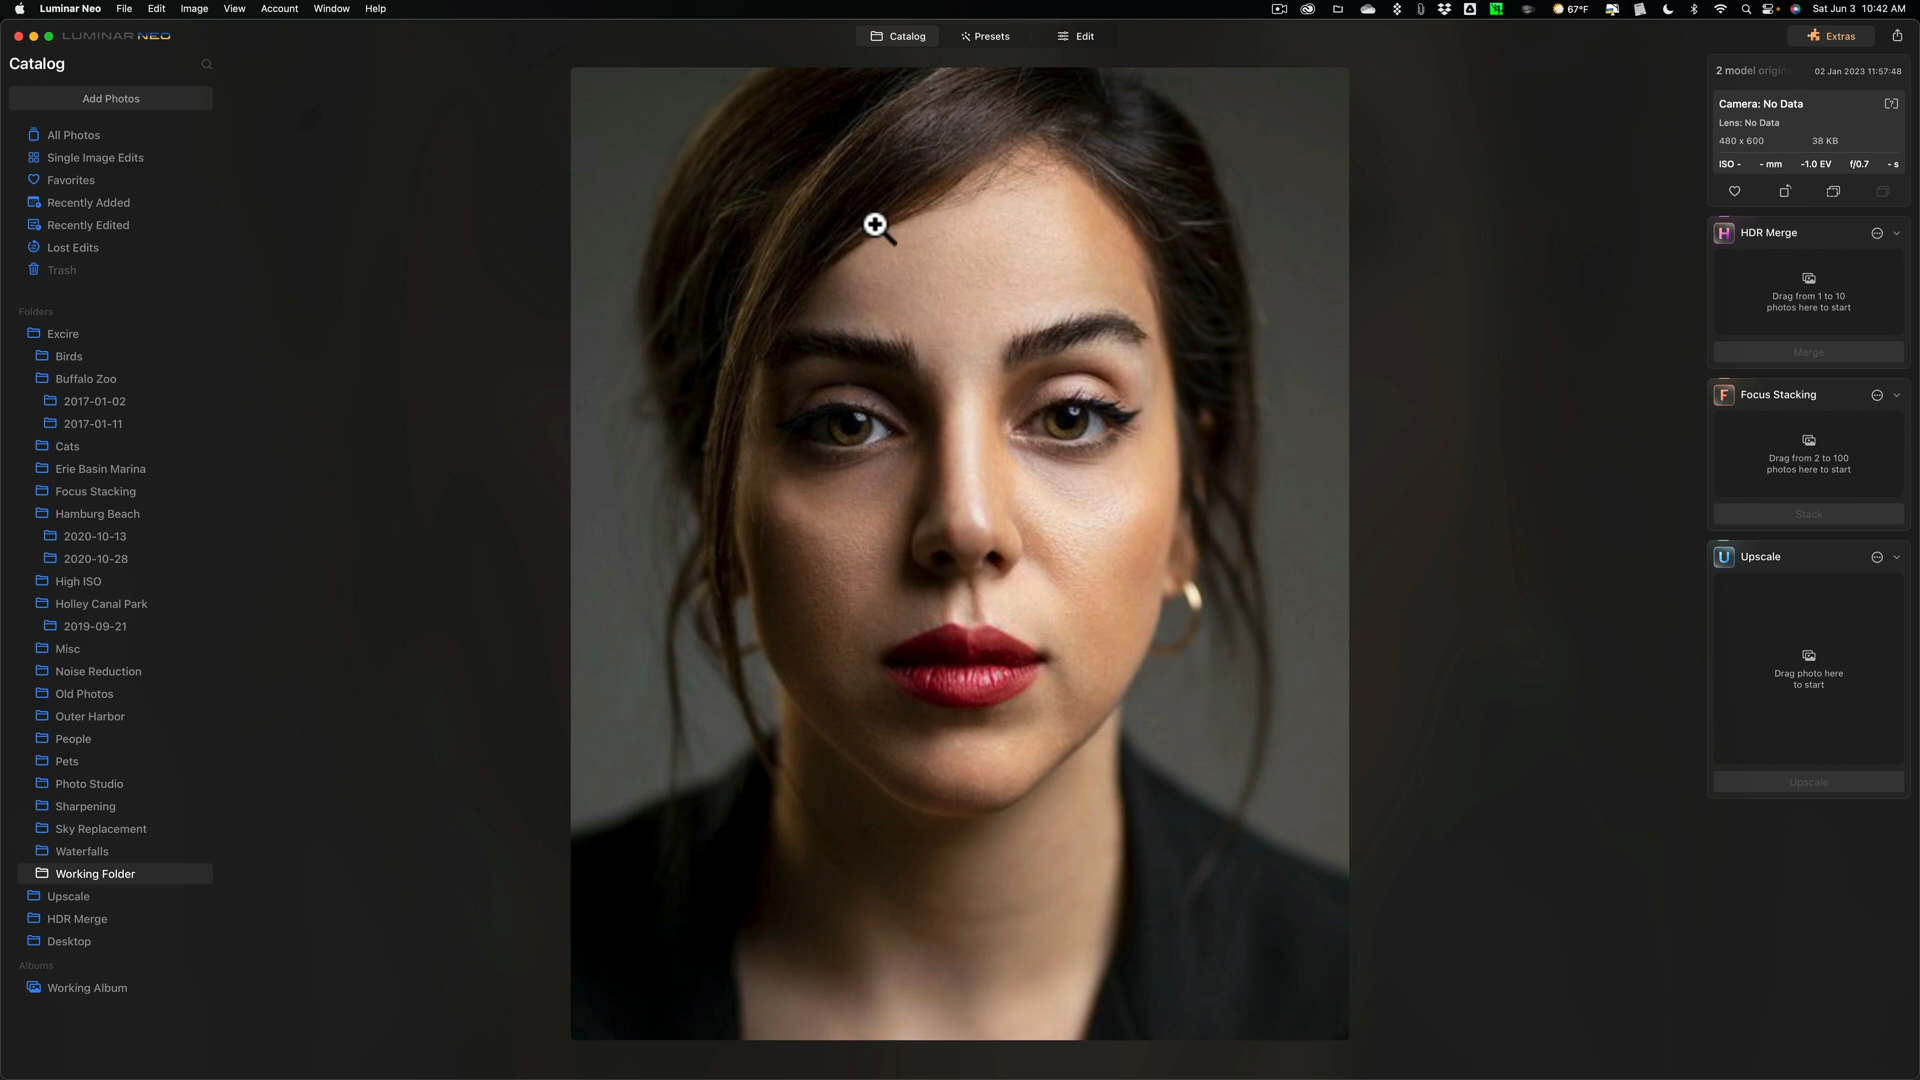 Luminar Neo File Edit Image View Account Window Help 67°F Sat Jun 3 10:42 AM
LUMINAR NEO Catalog Presets Edit Extras
Catalog
Add Photos
All Photos
Single Image Edits
Favorites
Recently Added
Recently Edited
Lost Edits
Trash
Folders
Excire
Birds
Buffalo Zoo
2017-01-02
2017-01-11
Cats
Erie Basin Marina
Focus Stacking
Hamburg Beach
2020-10-13
2020-10-28
High ISO
Holley Canal Park
2019-09-21
Misc
Noise Reduction
Old Photos
Outer Harbor
People
Pets
Photo Studio
Sharpening
Sky Replacement
Waterfalls
Working Folder
Upscale
HDR Merge
Desktop
Albums
Working Album
2 model origin 02 Jan 2023 11:57:48
Camera: No Data
Lens: No Data
480 x 600 38 KB
ISO - - mm -1.0 EV f/0.7 - s
H HDR Merge
Drag from 1 to 10
photos here to start
Merge
F Focus Stacking
Drag from 2 to 100
photos here to start
Stack
U Upscale
Drag photo here
to start
Upscale